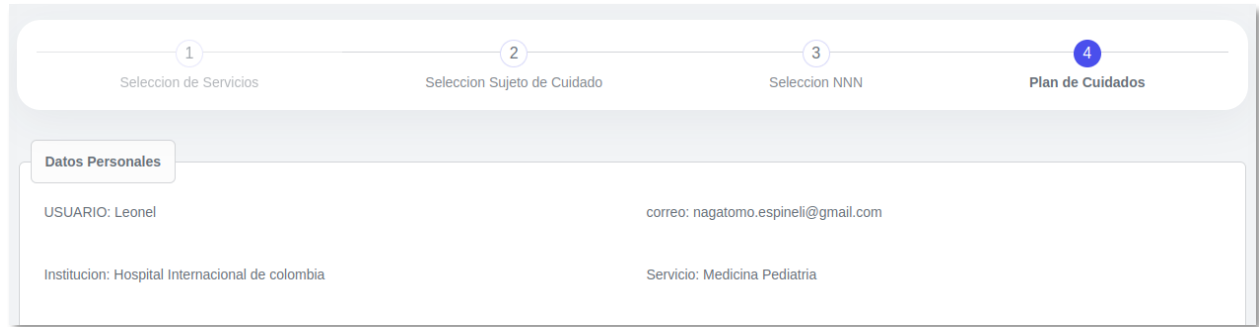 1 2 3 4
Seleccion de Servicios Seleccion Sujeto de Cuidado Seleccion NNN Plan de Cuidados
Datos Personales
USUARIO: Leonel correo: nagatomo.espineli@gmail.com
Institucion: Hospital Internacional de colombia Servicio: Medicina Pediatria